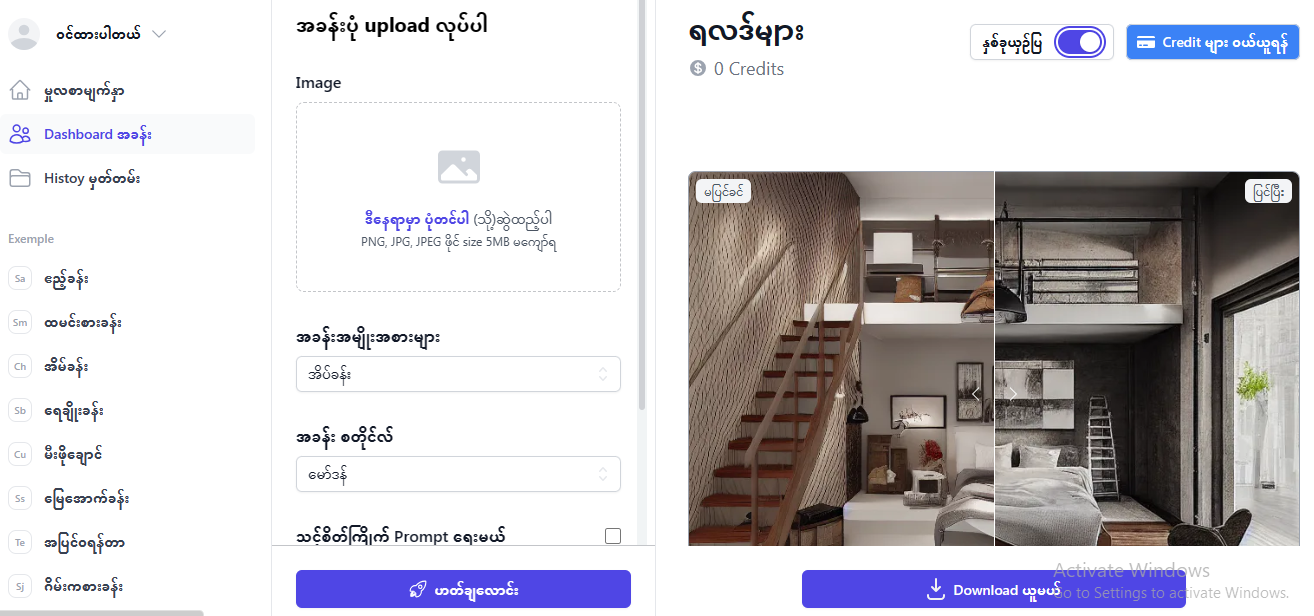 ဝင်ထားပါတယ်
မူလစာမျက်နှာ
Dashboard အခန်း
Histoy မှတ်တမ်း
Exemple
Sa ဧည့်ခန်း
Sm ထမင်းစားခန်း
Ch အိမ်ခန်း
Sb ရေချိုးခန်း
Cu မီးဖိုချောင်
Ss မြေအောက်ခန်း
Te အပြင်ဝရန်တာ
Sj ဂိမ်းကစားခန်း
အခန်းပုံ upload လုပ်ပါ
Image
ဒီနေရာမှာ ပုံတင်ပါ (သို့)ဆွဲထည့်ပါ
PNG, JPG, JPEG ဖိုင် size 5MB မကျော်ရ
အခန်းအမျိုးအစားများ
အိပ်ခန်း
အခန်း စတိုင်လ်
မော်ဒန်
သင့်စိတ်ကြိုက် Prompt ရေးမယ်
ဟတ်ချလောင်း
ရလဒ်များ
0 Credits
နှစ်ခုယှဉ်ပြ
Credit များ ဝယ်ယူရန်
မပြင်ခင်
ပြင်ပြီး
Download ယူမယ်
Activate Windows
Go to Settings to activate Windows.